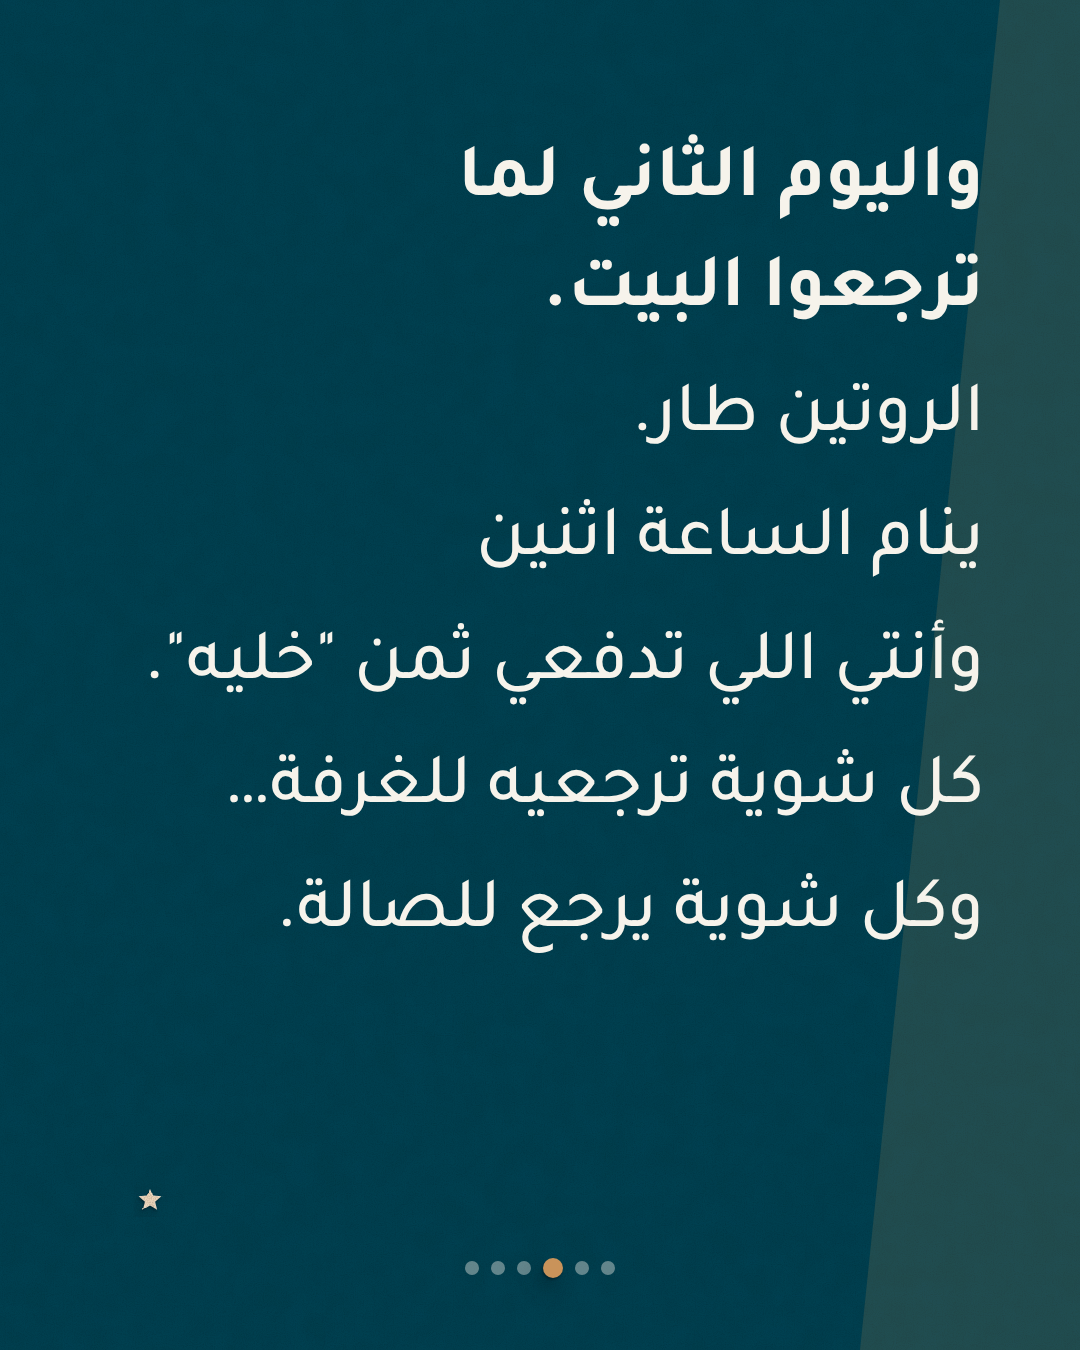 واليوم الثاني لما
ترجعوا البيت.
الروتين طار.
ينام الساعة اثنين
وأنتي اللي تدفعي ثمن "خليه".
كل شوية ترجعيه للغرفة...
وكل شوية يرجع للصالة.